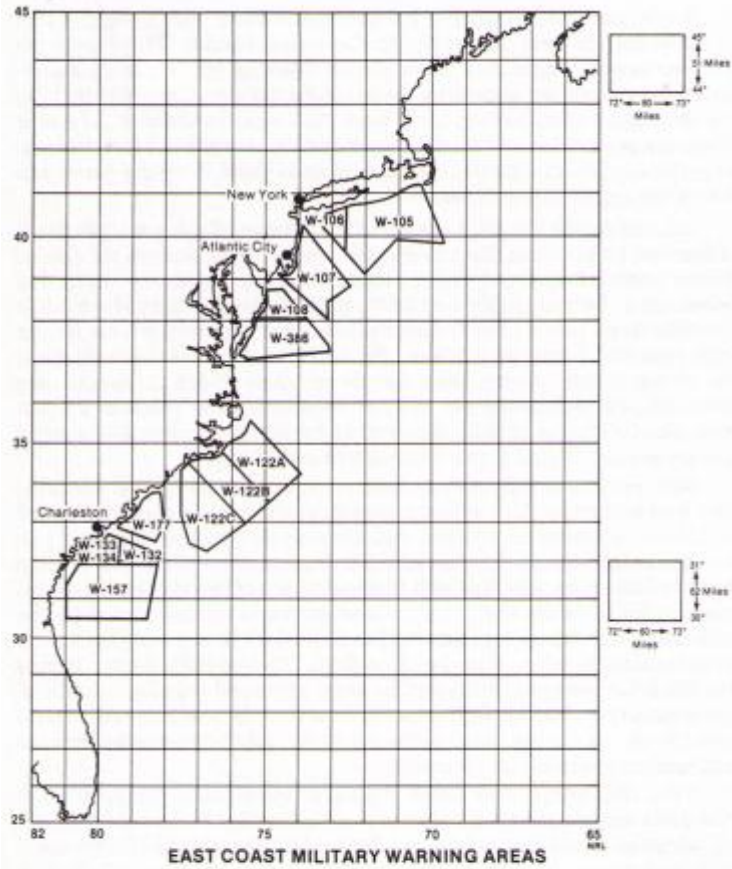 45
45°
51 Miles
44°
72° 60 73°
Miles
New York
W-106
W-105
40
Atlantic City
W-107
W-108
W-386
35
W-122A
W-122B
Charleston
W-177
W-122C
W-133
W-134
W-132
W-157
31°
62 Miles
30°
72° 60 73°
Miles
30
25
82 80 75 70 65
NRL
EAST COAST MILITARY WARNING AREAS